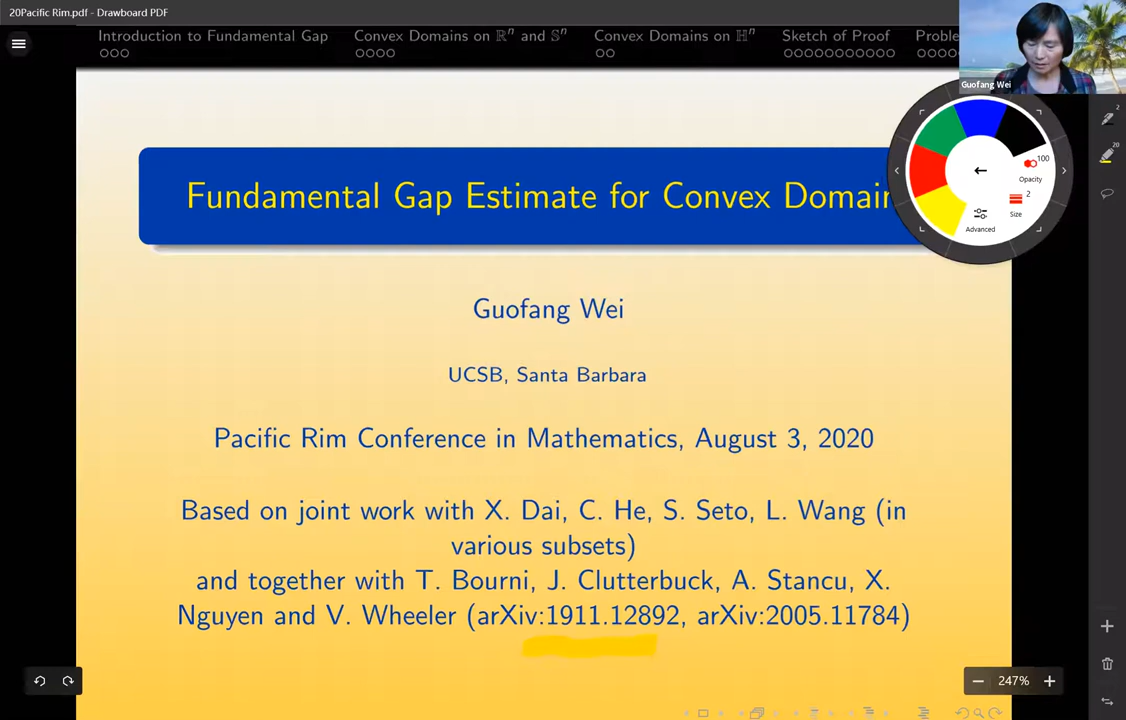 20Pacific Rim.pdf - Drawboard PDF
Introduction to Fundamental Gap Convex Domains on ℝⁿ and 𝕊ⁿ Convex Domains on ℍⁿ Sketch of Proof Proble
Guofang Wei
2
20
100
Opacity
2
Size
Advanced
Fundamental Gap Estimate for Convex Domain
Guofang Wei
UCSB, Santa Barbara
Pacific Rim Conference in Mathematics, August 3, 2020
Based on joint work with X. Dai, C. He, S. Seto, L. Wang (in
various subsets)
and together with T. Bourni, J. Clutterbuck, A. Stancu, X.
Nguyen and V. Wheeler (arXiv:1911.12892, arXiv:2005.11784)
247%